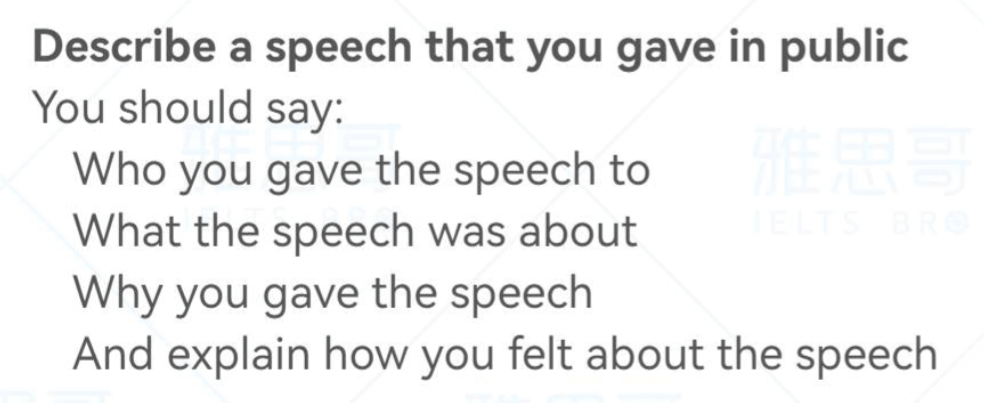 Describe a speech that you gave in public
You should say:
Who you gave the speech to
雅思哥 雅思哥
What the speech was about
IELTS BRO IELTS BRO
Why you gave the speech
And explain how you felt about the speech